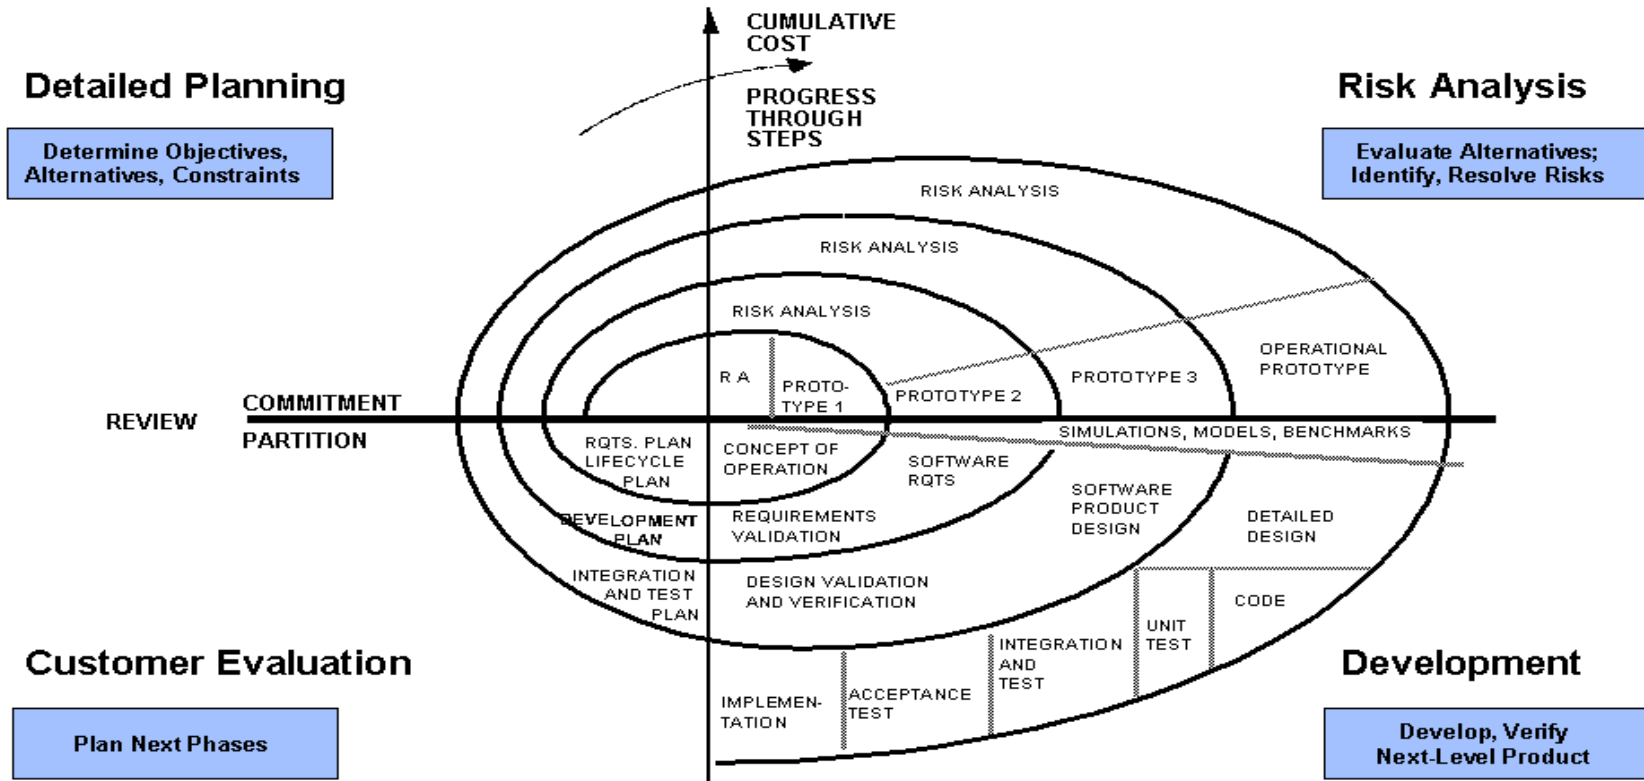 CUMULATIVE
COST
Detailed Planning
Risk Analysis
PROGRESS
THROUGH
STEPS
Determine Objectives,
Alternatives, Constraints
Evaluate Alternatives;
Identify, Resolve Risks
RISK ANALYSIS
RISK ANALYSIS
RISK ANALYSIS
R A
PROTO-
TYPE 1
PROTOTYPE 2
PROTOTYPE 3
OPERATIONAL
PROTOTYPE
REVIEW
COMMITMENT
PARTITION
SIMULATIONS, MODELS, BENCHMARKS
RQTS. PLAN
LIFECYCLE
PLAN
CONCEPT OF
OPERATION
SOFTWARE
RQTS
SOFTWARE
PRODUCT
DESIGN
DETAILED
DESIGN
DEVELOPMENT
PLAN
REQUIREMENTS
VALIDATION
INTEGRATION
AND TEST
PLAN
DESIGN VALIDATION
AND VERIFICATION
CODE
UNIT
TEST
INTEGRATION
AND
TEST
ACCEPTANCE
TEST
IMPLEMEN-
TATION
Customer Evaluation
Development
Plan Next Phases
Develop, Verify
Next-Level Product